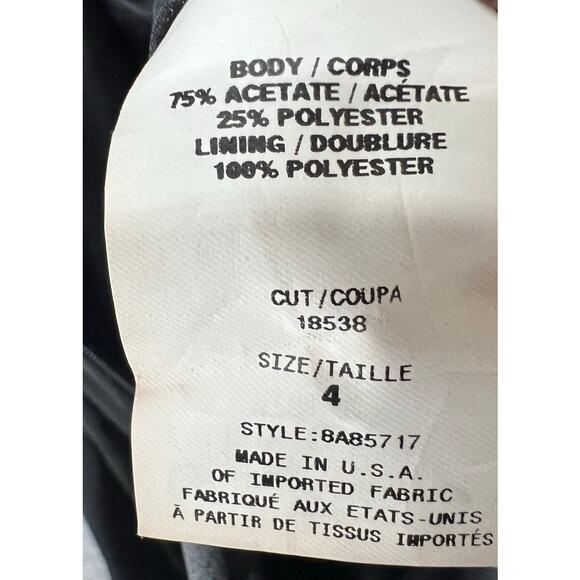 BODY / CORPS
75% ACETATE / ACÉTATE
25% POLYESTER
LINING / DOUBLURE
100% POLYESTER
CUT/COUPA
18538
SIZE/TAILLE
4
STYLE:8A85717
MADE IN U.S.A.
OF IMPORTED FABRIC
FABRIQUÉ AUX ETATS-UNIS
À PARTIR DE TISSUS IMPORTÉS